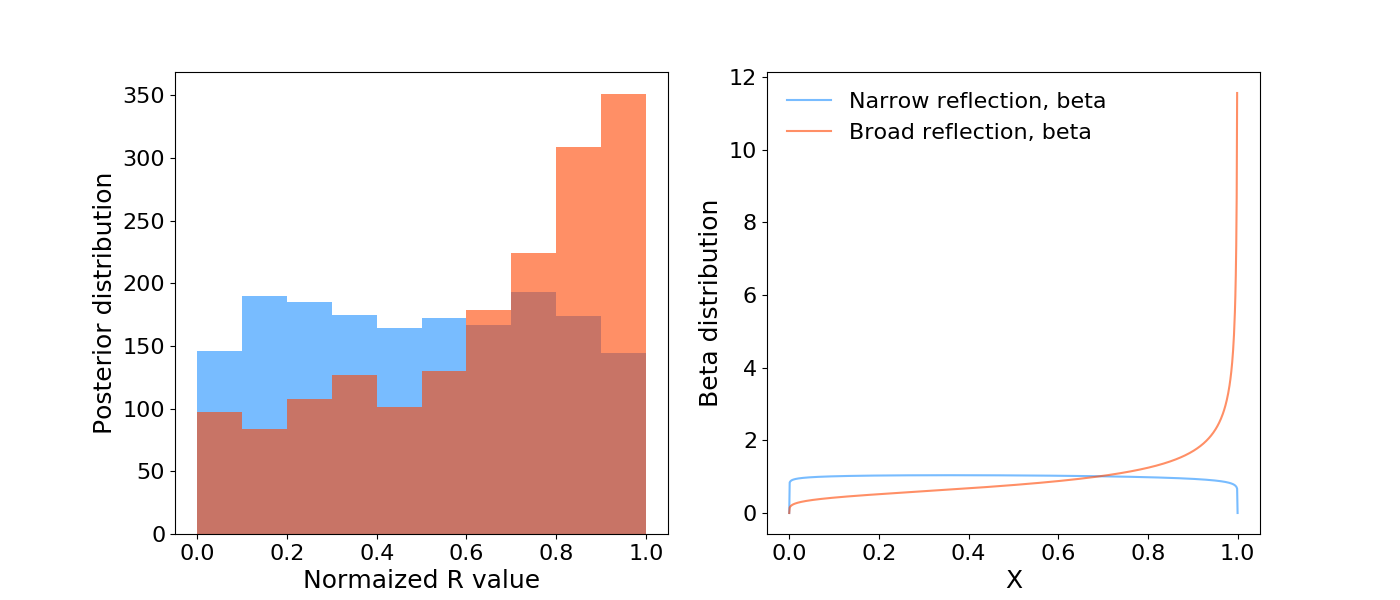 Posterior distribution
350
300
250
200
150
100
50
0
0.0 0.2 0.4 0.6 0.8 1.0
Normaized R value
Beta distribution
12
10
8
6
4
2
0
Narrow reflection, beta
Broad reflection, beta
0.0 0.2 0.4 0.6 0.8 1.0
X